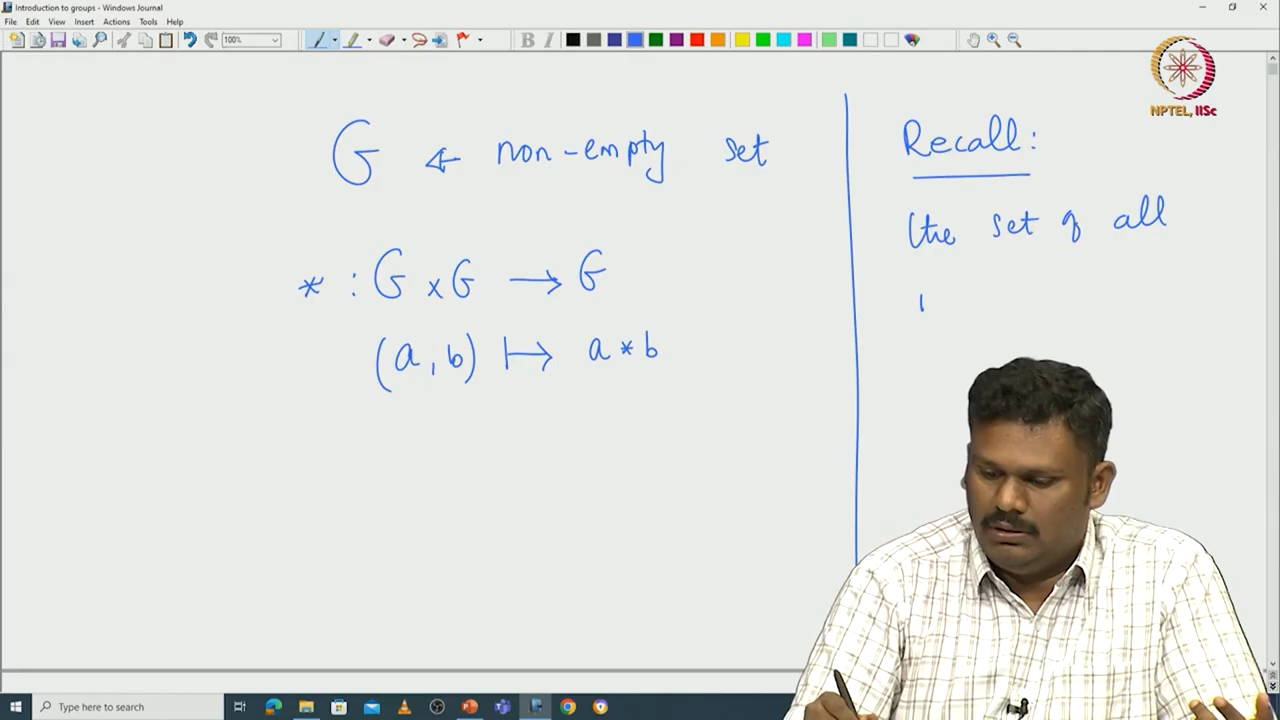 Introduction to groups - Windows Journal
File Edit View Insert Actions Tools Help
100%
B I
NPTEL, IISc
G ← non-empty set
* : G × G → G
(a, b) ↦ a * b
Recall:
the set of all
Type here to search